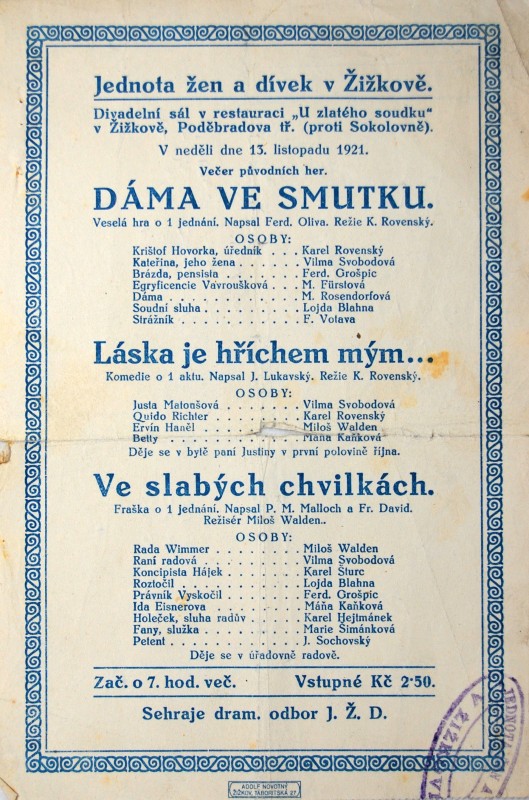 Jednota žen a dívek v Žižkově.
Divadelní sál v restauraci „U zlatého soudku“
v Žižkově, Poděbradova tř. (proti Sokolovně).
V neděli dne 13. listopadu 1921.
Večer původních her.
DÁMA VE SMUTKU.
Veselá hra o 1 jednání. Napsal Ferd. Oliva. Režie K. Rovenský.
OSOBY:
Krištof Hovorka, úředník . . . Karel Rovenský
Kateřina, jeho žena . . . . . . Vilma Svobodová
Brázda, pensista . . . . . . . Ferd. Grošpic
Egryficencie Vavroušková . . M. Fürstová
Dáma . . . . . . . . . . . . M. Rosendorfová
Soudní sluha . . . . . . . . . Lojda Blahna
Strážník . . . . . . . . . . . F. Votava
Láska je hříchem mým...
Komedie o 1 aktu. Napsal J. Lukavský. Režie K. Rovenský.
OSOBY:
Justa Matoušová . . . . . . . Vilma Svobodová
Quido Richter . . . . . . . . Karel Rovenský
Ervín Haněl . . . . . . . . . Miloš Walden
Betty . . . . . . . . . . . . Máňa Kaňková
Děje se v bytě paní Justiny v první polovině října.
Ve slabých chvilkách.
Fraška o 1 jednání. Napsal P. M. Malloch a Fr. David.
Režisér Miloš Walden..
OSOBY:
Rada Wimmer . . . . . . . . Miloš Walden
Raní radová . . . . . . . . . Vilma Svobodová
Koncipista Hájek . . . . . . . Karel Šturc
Roztočil . . . . . . . . . . . Lojda Blahna
Právník Vyskočil . . . . . . . Ferd. Grošpic
Ida Eisnerova . . . . . . . . Máňa Kaňková
Holeček, sluha radův . . . . . Karel Hejtmánek
Fany, služka . . . . . . . . . Marie Šimánková
Petent . . . . . . . . . . . . J. Sochovský
Děje se v úřadovně radově.
Zač. o 7. hod. več. Vstupné Kč 2·50.
Sehraje dram. odbor J. Ž. D.
ADOLF NOVOTNÝ
ŽIŽKOV, TÁBORITSKÁ 27.
JEDNOTA
V ŽIŽKOVĚ